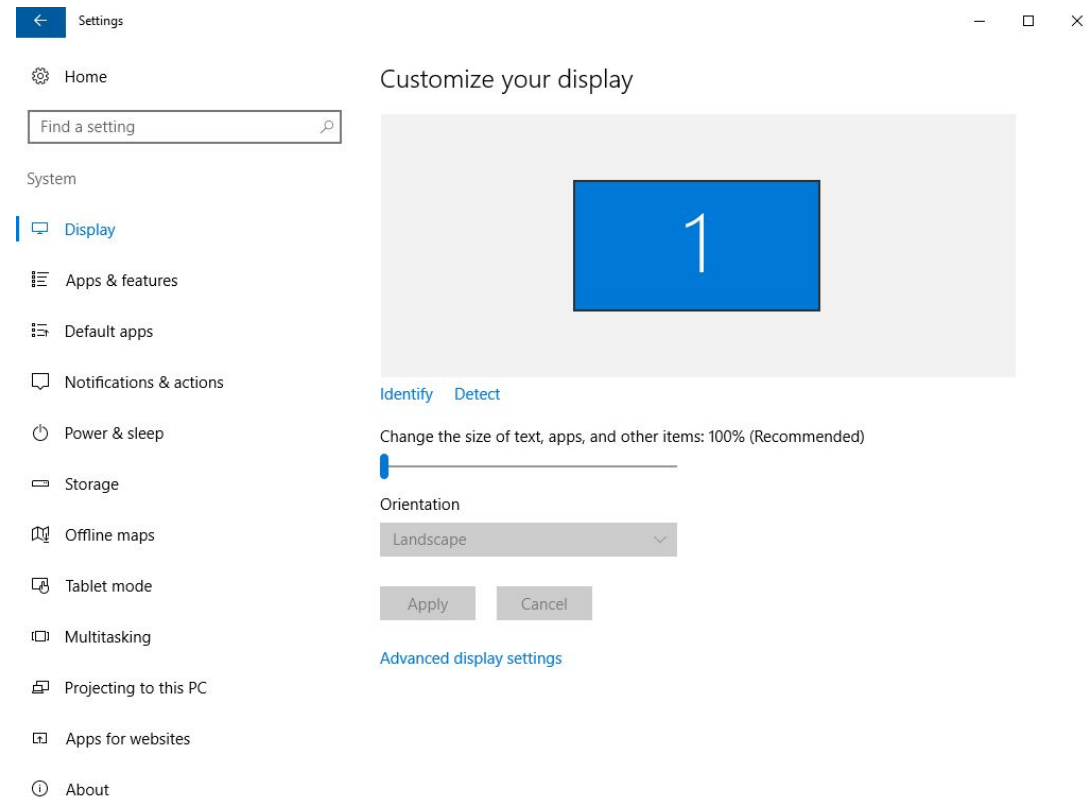 Settings
Home
Find a setting
System
Display
Apps & features
Default apps
Notifications & actions
Power & sleep
Storage
Offline maps
Tablet mode
Multitasking
Projecting to this PC
Apps for websites
About
Customize your display
1
Identify Detect
Change the size of text, apps, and other items: 100% (Recommended)
Orientation
Landscape
Apply Cancel
Advanced display settings